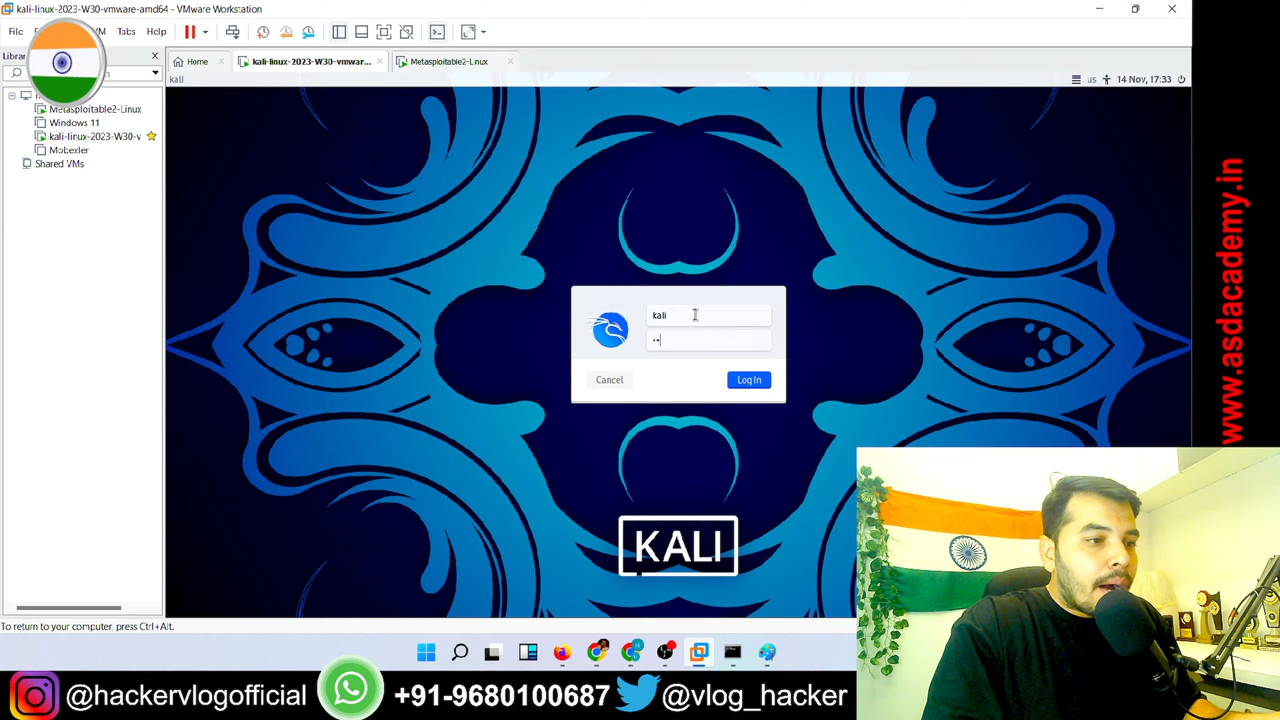 kali-linux-2023-W30-vmware-amd64 - VMware Workstation
File
VM
Tabs
Help
Home
kali-linux-2023-W30-vmwar...
Metasploitable2-Linux
kali
us
14 Nov, 17:33
Metasploitable2-Linux
Windows 11
kali-linux-2023-W30-v
Mobexler
Shared VMs
kali
Cancel
Log In
KALI
To return to your computer, press Ctrl+Alt.
www.asdacademy.in
@hackervlogofficial
+91-9680100687
@vlog_hacker